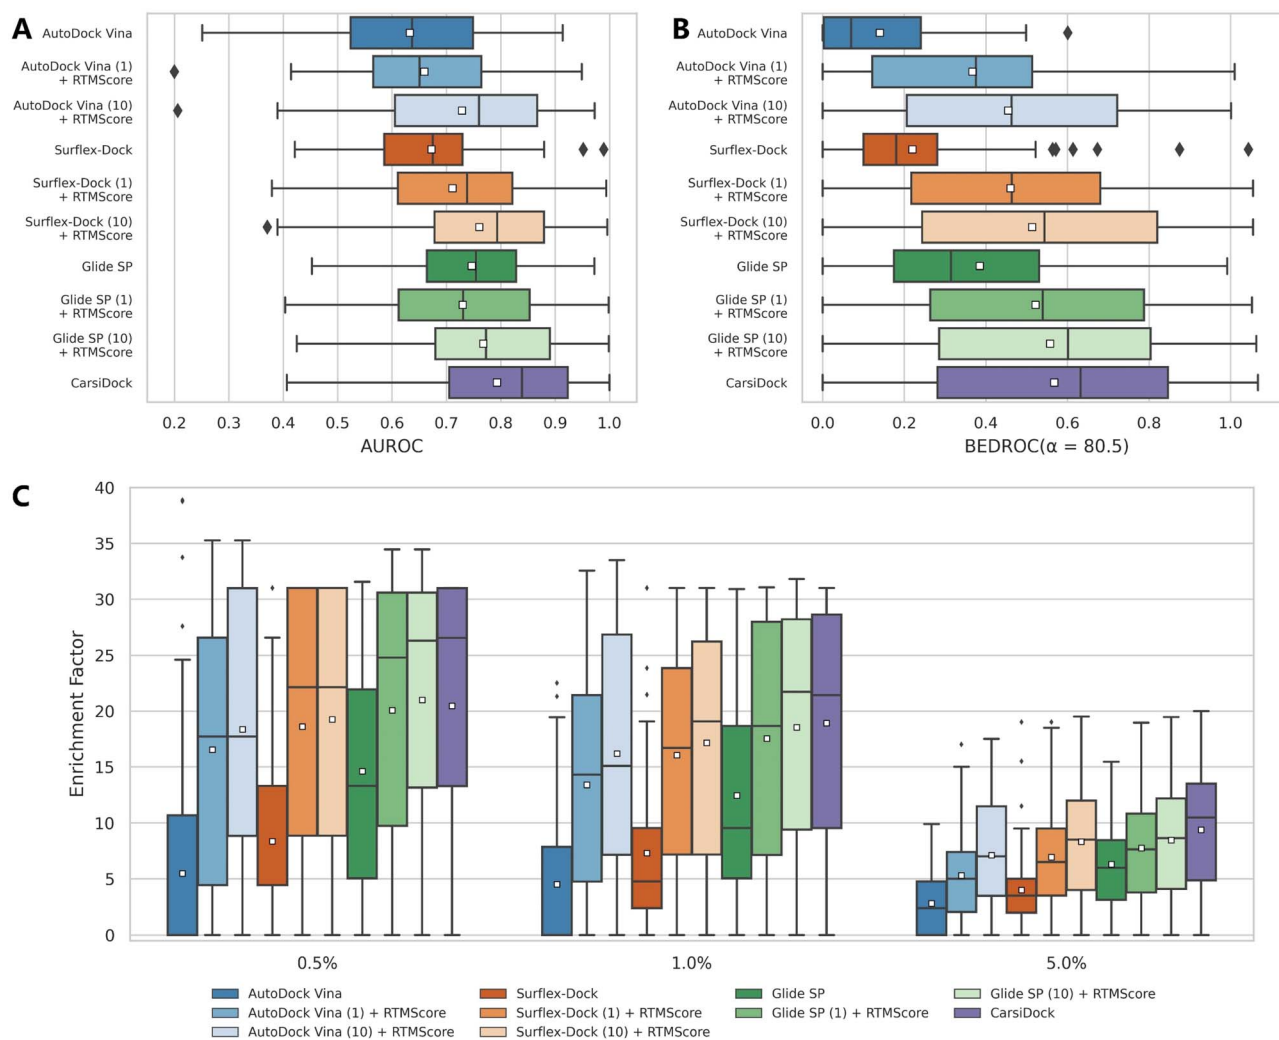 A
AutoDock Vina
AutoDock Vina (1)
+ RTMScore
AutoDock Vina (10)
+ RTMScore
Surflex-Dock
Surflex-Dock (1)
+ RTMScore
Surflex-Dock (10)
+ RTMScore
Glide SP
Glide SP (1)
+ RTMScore
Glide SP (10)
+ RTMScore
CarsiDock
0.2 0.3 0.4 0.5 0.6 0.7 0.8 0.9 1.0
AUROC
B
AutoDock Vina
AutoDock Vina (1)
+ RTMScore
AutoDock Vina (10)
+ RTMScore
Surflex-Dock
Surflex-Dock (1)
+ RTMScore
Surflex-Dock (10)
+ RTMScore
Glide SP
Glide SP (1)
+ RTMScore
Glide SP (10)
+ RTMScore
CarsiDock
0.0 0.2 0.4 0.6 0.8 1.0
BEDROC(α = 80.5)
C
Enrichment Factor
40
35
30
25
20
15
10
5
0
0.5% 1.0% 5.0%
AutoDock Vina
AutoDock Vina (1) + RTMScore
AutoDock Vina (10) + RTMScore
Surflex-Dock
Surflex-Dock (1) + RTMScore
Surflex-Dock (10) + RTMScore
Glide SP
Glide SP (1) + RTMScore
Glide SP (10) + RTMScore
CarsiDock